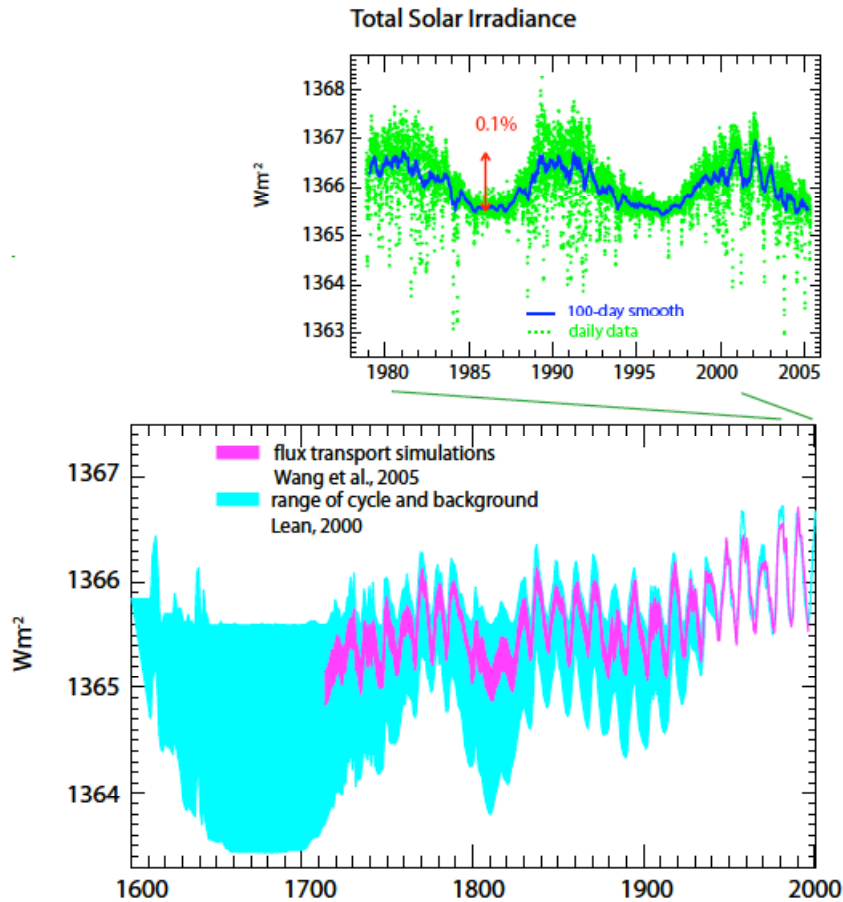 Total Solar Irradiance
1368
1367
1366
1365
1364
1363
Wm-2
0.1%
100-day smooth
daily data
1980 1985 1990 1995 2000 2005
flux transport simulations
Wang et al., 2005
range of cycle and background
Lean, 2000
1367
1366
1365
1364
Wm-2
1600 1700 1800 1900 2000